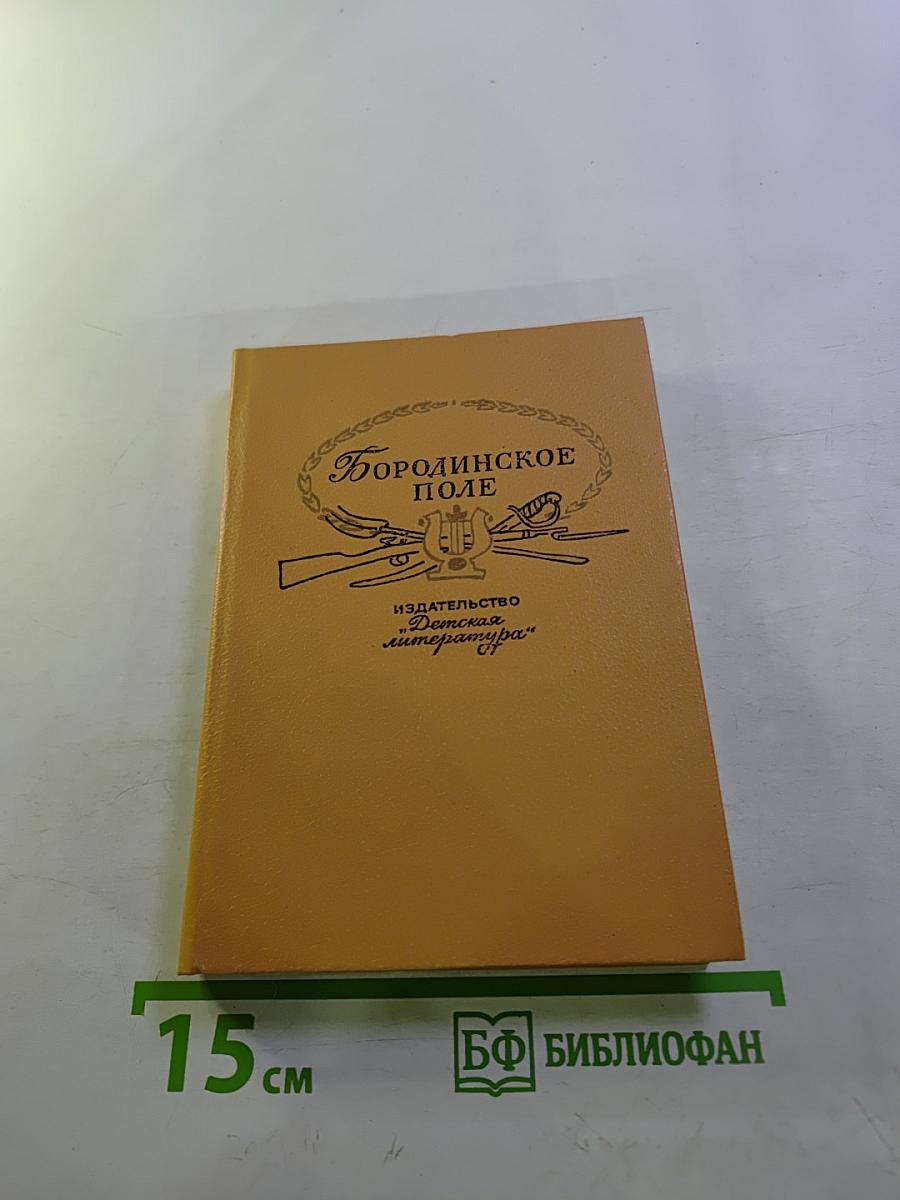 Бородинское
поле
издательство
„Детская
литература“
15 см
БФ БИБЛИОФАН